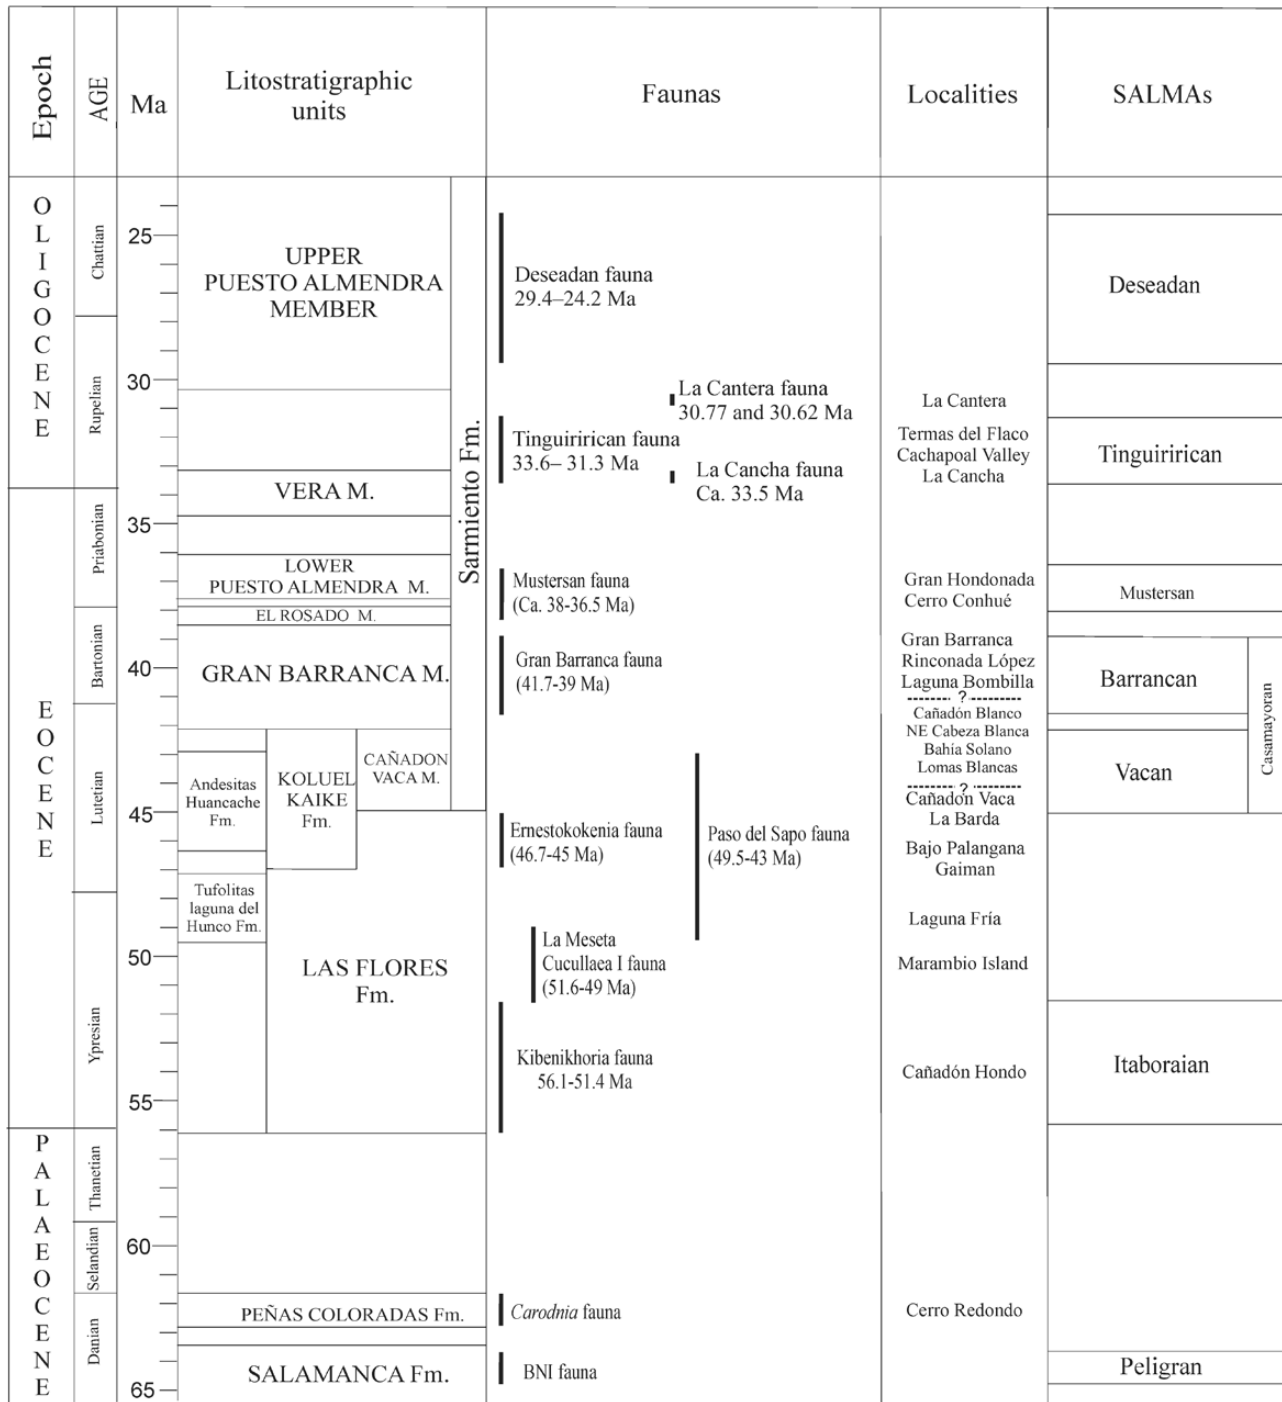 Epoch
AGE
Ma
Litostratigraphic
units
Faunas
Localities
SALMAs
OLIGOCENE
EOCENE
PALAEOCENE
Chattian
Rupelian
Priabonian
Bartonian
Lutetian
Ypresian
Thanetian
Selandian
Danian
25
30
35
40
45
50
55
60
65
UPPER
PUESTO ALMENDRA
MEMBER
VERA M.
LOWER
PUESTO ALMENDRA M.
EL ROSADO M.
GRAN BARRANCA M.
Andesitas
Huancache
Fm.
KOLUEL
KAIKE
Fm.
CAÑADON
VACA M.
Sarmiento Fm.
Tufolitas
laguna del
Hunco Fm.
LAS FLORES
Fm.
PEÑAS COLORADAS Fm.
SALAMANCA Fm.
Deseadan fauna
29.4–24.2 Ma
La Cantera fauna
30.77 and 30.62 Ma
Tinguirirican fauna
33.6– 31.3 Ma
La Cancha fauna
Ca. 33.5 Ma
Mustersan fauna
(Ca. 38-36.5 Ma)
Gran Barranca fauna
(41.7-39 Ma)
Ernestokokenia fauna
(46.7-45 Ma)
Paso del Sapo fauna
(49.5-43 Ma)
La Meseta
Cucullaea I fauna
(51.6-49 Ma)
Kibenikhoria fauna
56.1-51.4 Ma
Carodnia fauna
BNI fauna
La Cantera
Termas del Flaco
Cachapoal Valley
La Cancha
Gran Hondonada
Cerro Conhué
Gran Barranca
Rinconada López
Laguna Bombilla
?
Cañadón Blanco
NE Cabeza Blanca
Bahía Solano
Lomas Blancas
?
Cañadón Vaca
La Barda
Bajo Palangana
Gaiman
Laguna Fría
Marambio Island
Cañadón Hondo
Cerro Redondo
Deseadan
Tinguirirican
Mustersan
Barrancan
Vacan
Casamayoran
Itaboraian
Peligran